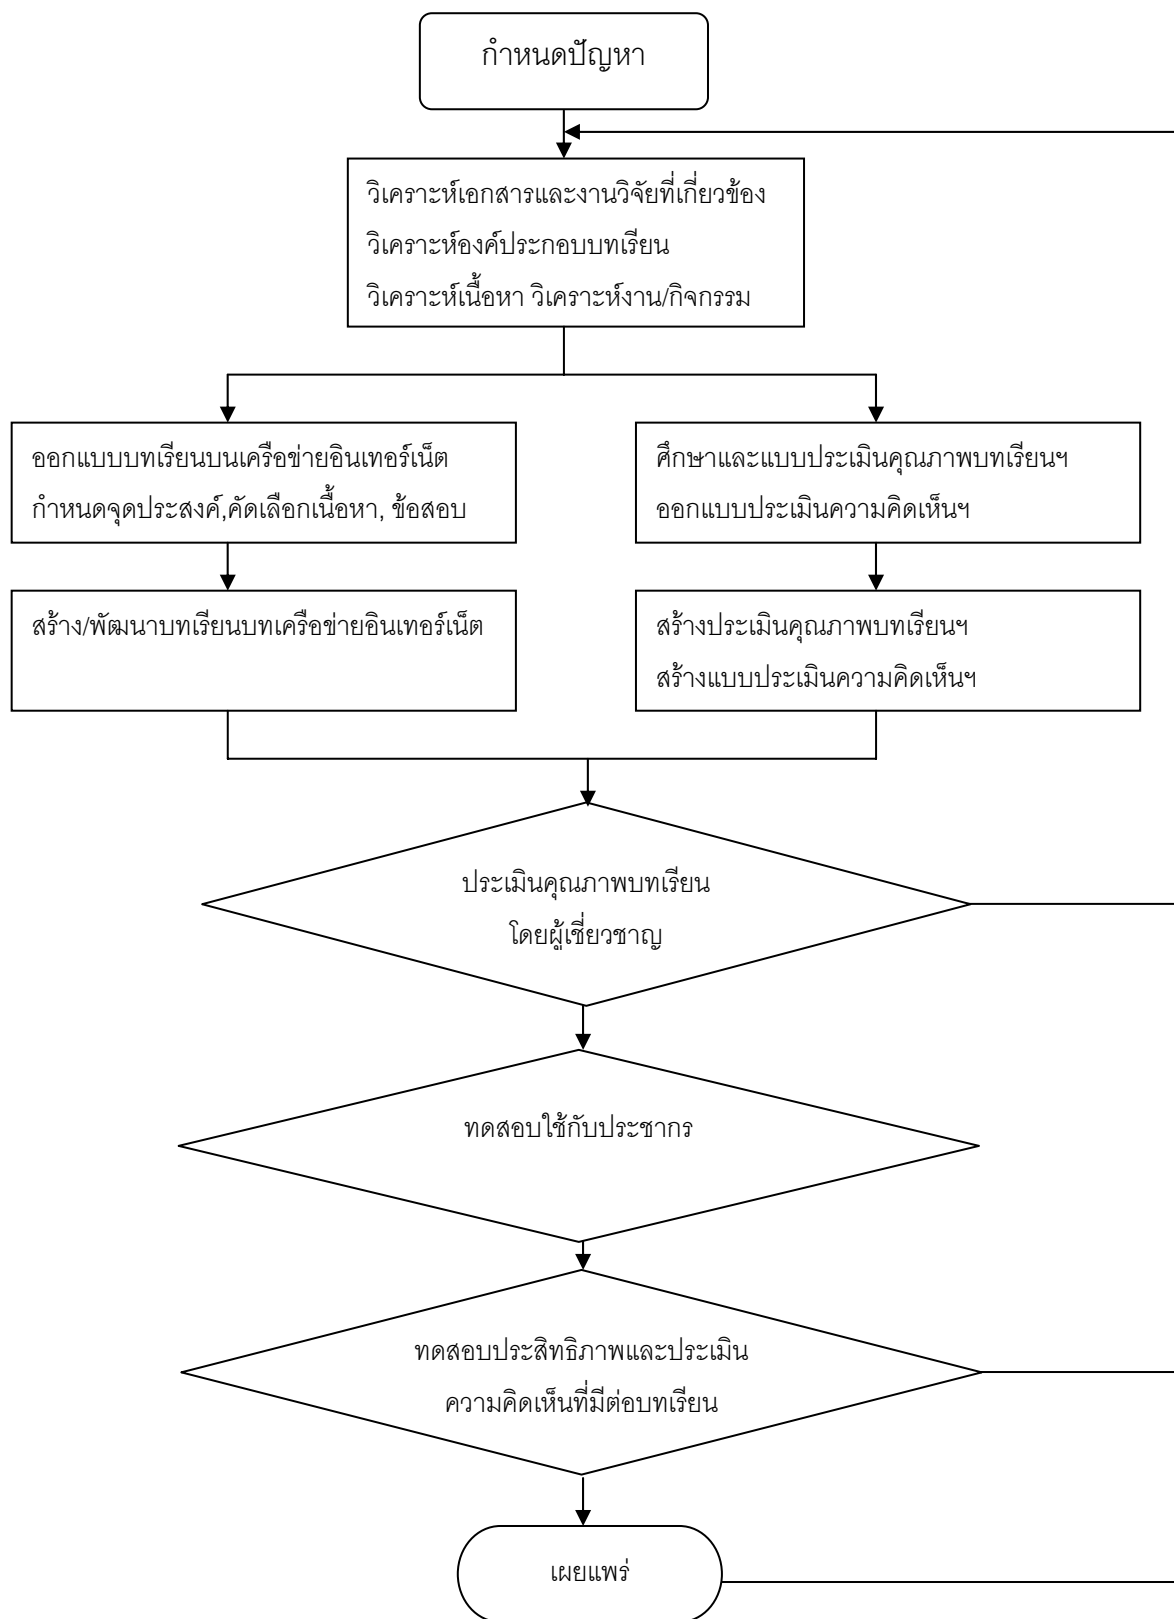 กำหนดปัญหา
วิเคราะห์เอกสารและงานวิจัยที่เกี่ยวข้อง
วิเคราะห์องค์ประกอบบทเรียน
วิเคราะห์เนื้อหา วิเคราะห์งาน/กิจกรรม
ออกแบบบทเรียนบนเครือข่ายอินเทอร์เน็ต
กำหนดจุดประสงค์,คัดเลือกเนื้อหา, ข้อสอบ
ศึกษาและแบบประเมินคุณภาพบทเรียนฯ
ออกแบบประเมินความคิดเห็นฯ
สร้าง/พัฒนาบทเรียนบทเครือข่ายอินเทอร์เน็ต
สร้างประเมินคุณภาพบทเรียนฯ
สร้างแบบประเมินความคิดเห็นฯ
ประเมินคุณภาพบทเรียน
โดยผู้เชี่ยวชาญ
ทดสอบใช้กับประชากร
ทดสอบประสิทธิภาพและประเมิน
ความคิดเห็นที่มีต่อบทเรียน
เผยแพร่